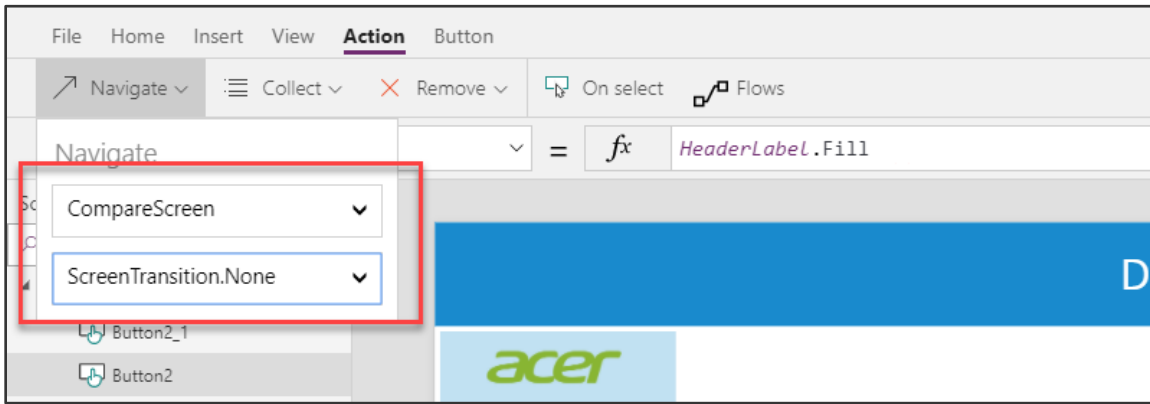 File Home Insert View Action Button
Navigate Collect Remove On select Flows
Navigate
= fx HeaderLabel.Fill
Sc
CompareScreen
ScreenTransition.None
D
Button2_1
Button2
acer